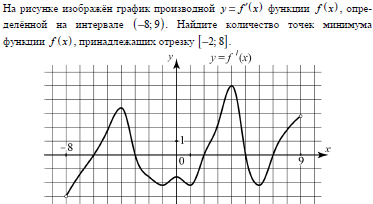 На рисунке изображён график производной y = f'(x) функции f(x), опре-
делённой на интервале (−8; 9). Найдите количество точек минимума
функции f(x), принадлежащих отрезку [−2; 8].
y = f'(x)
y
1
−8
0
9
x